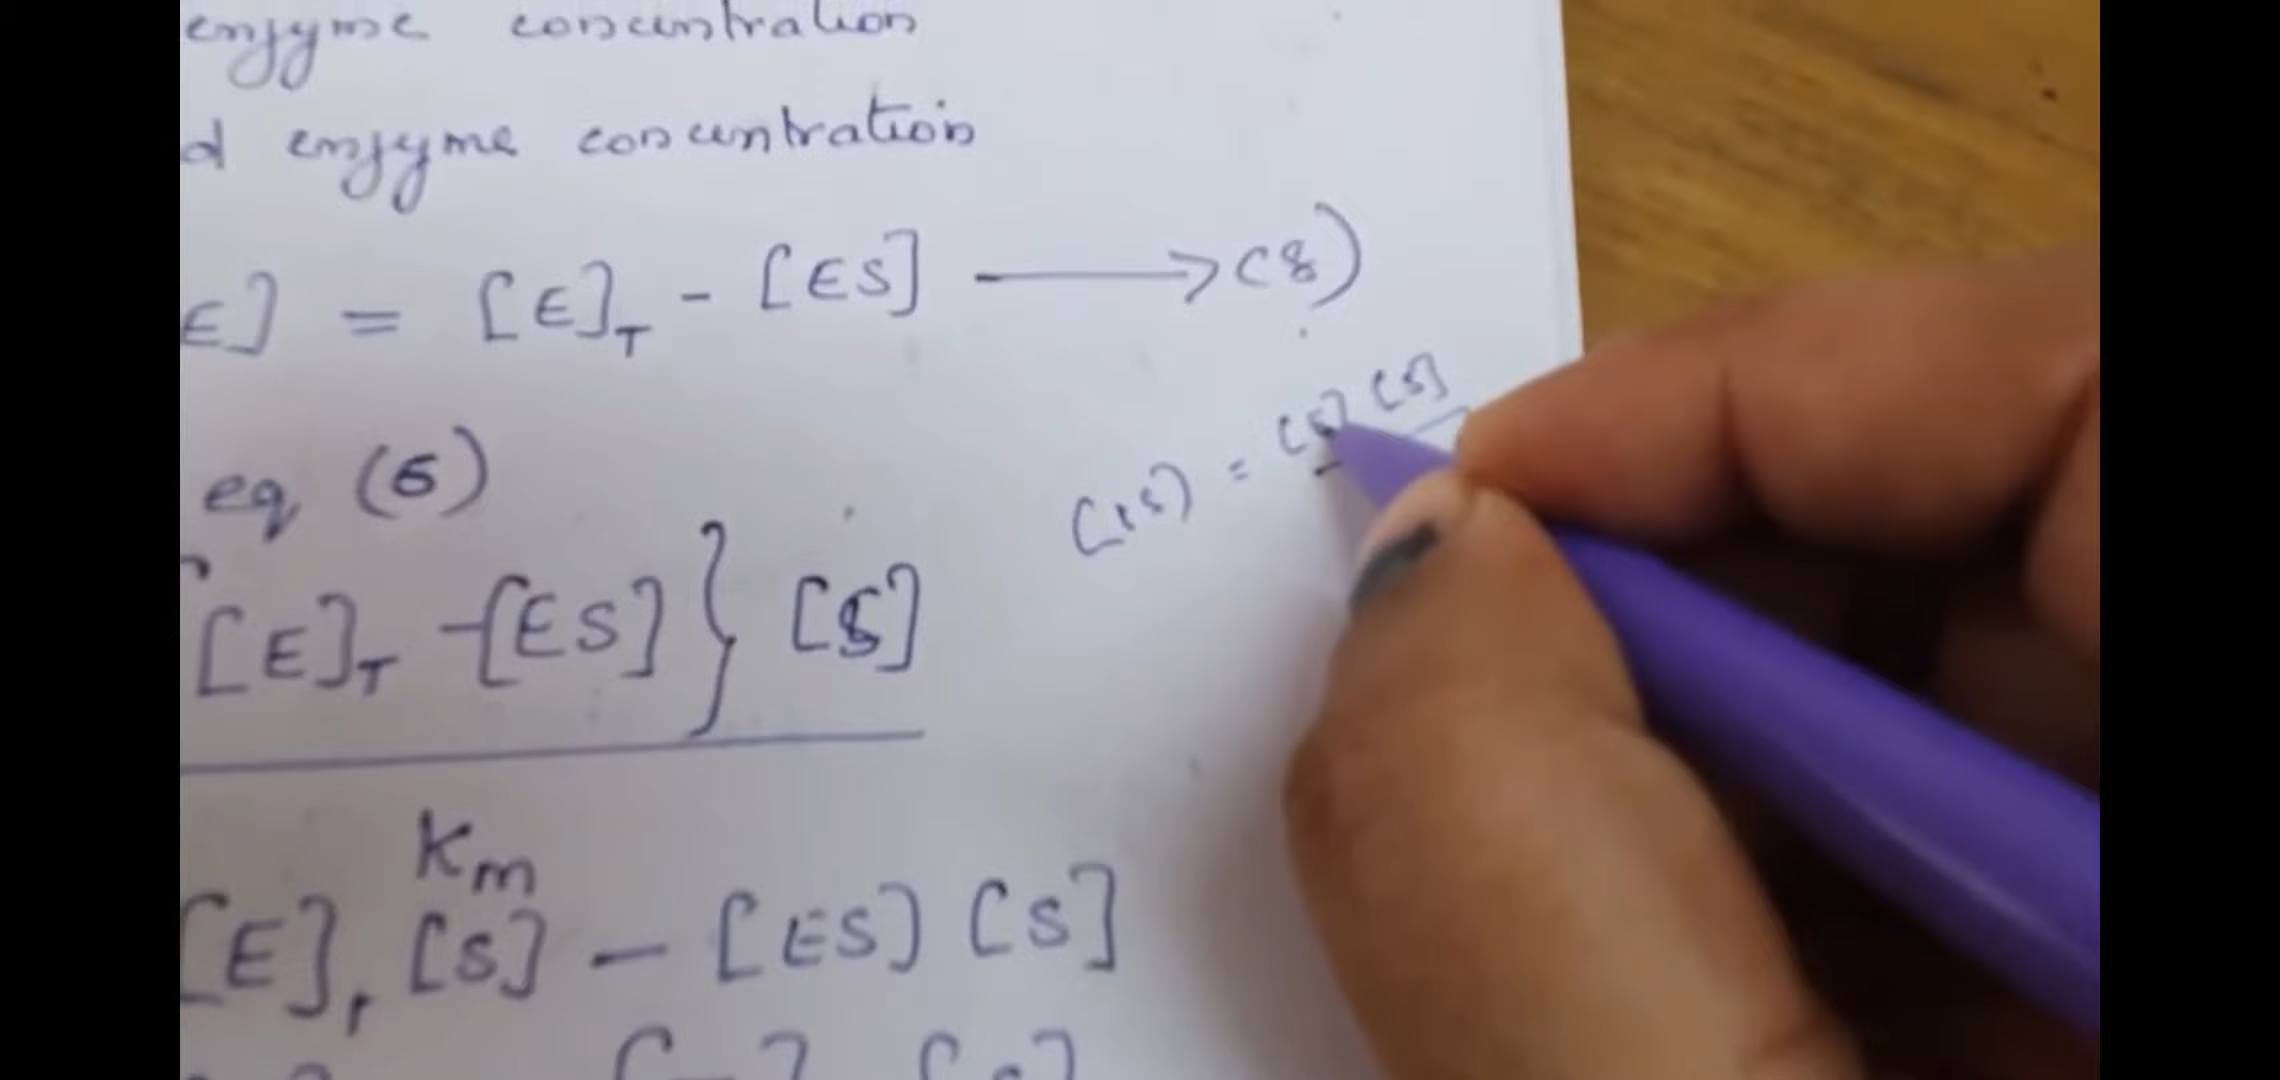 enzyme concentration
d enzyme concentration
E] = [E]T - [ES] → (8)
[ES] = [E] [S]
eq (6)
[E]T - [ES] } [S]
Km
[E]T [S] - [ES] [S]